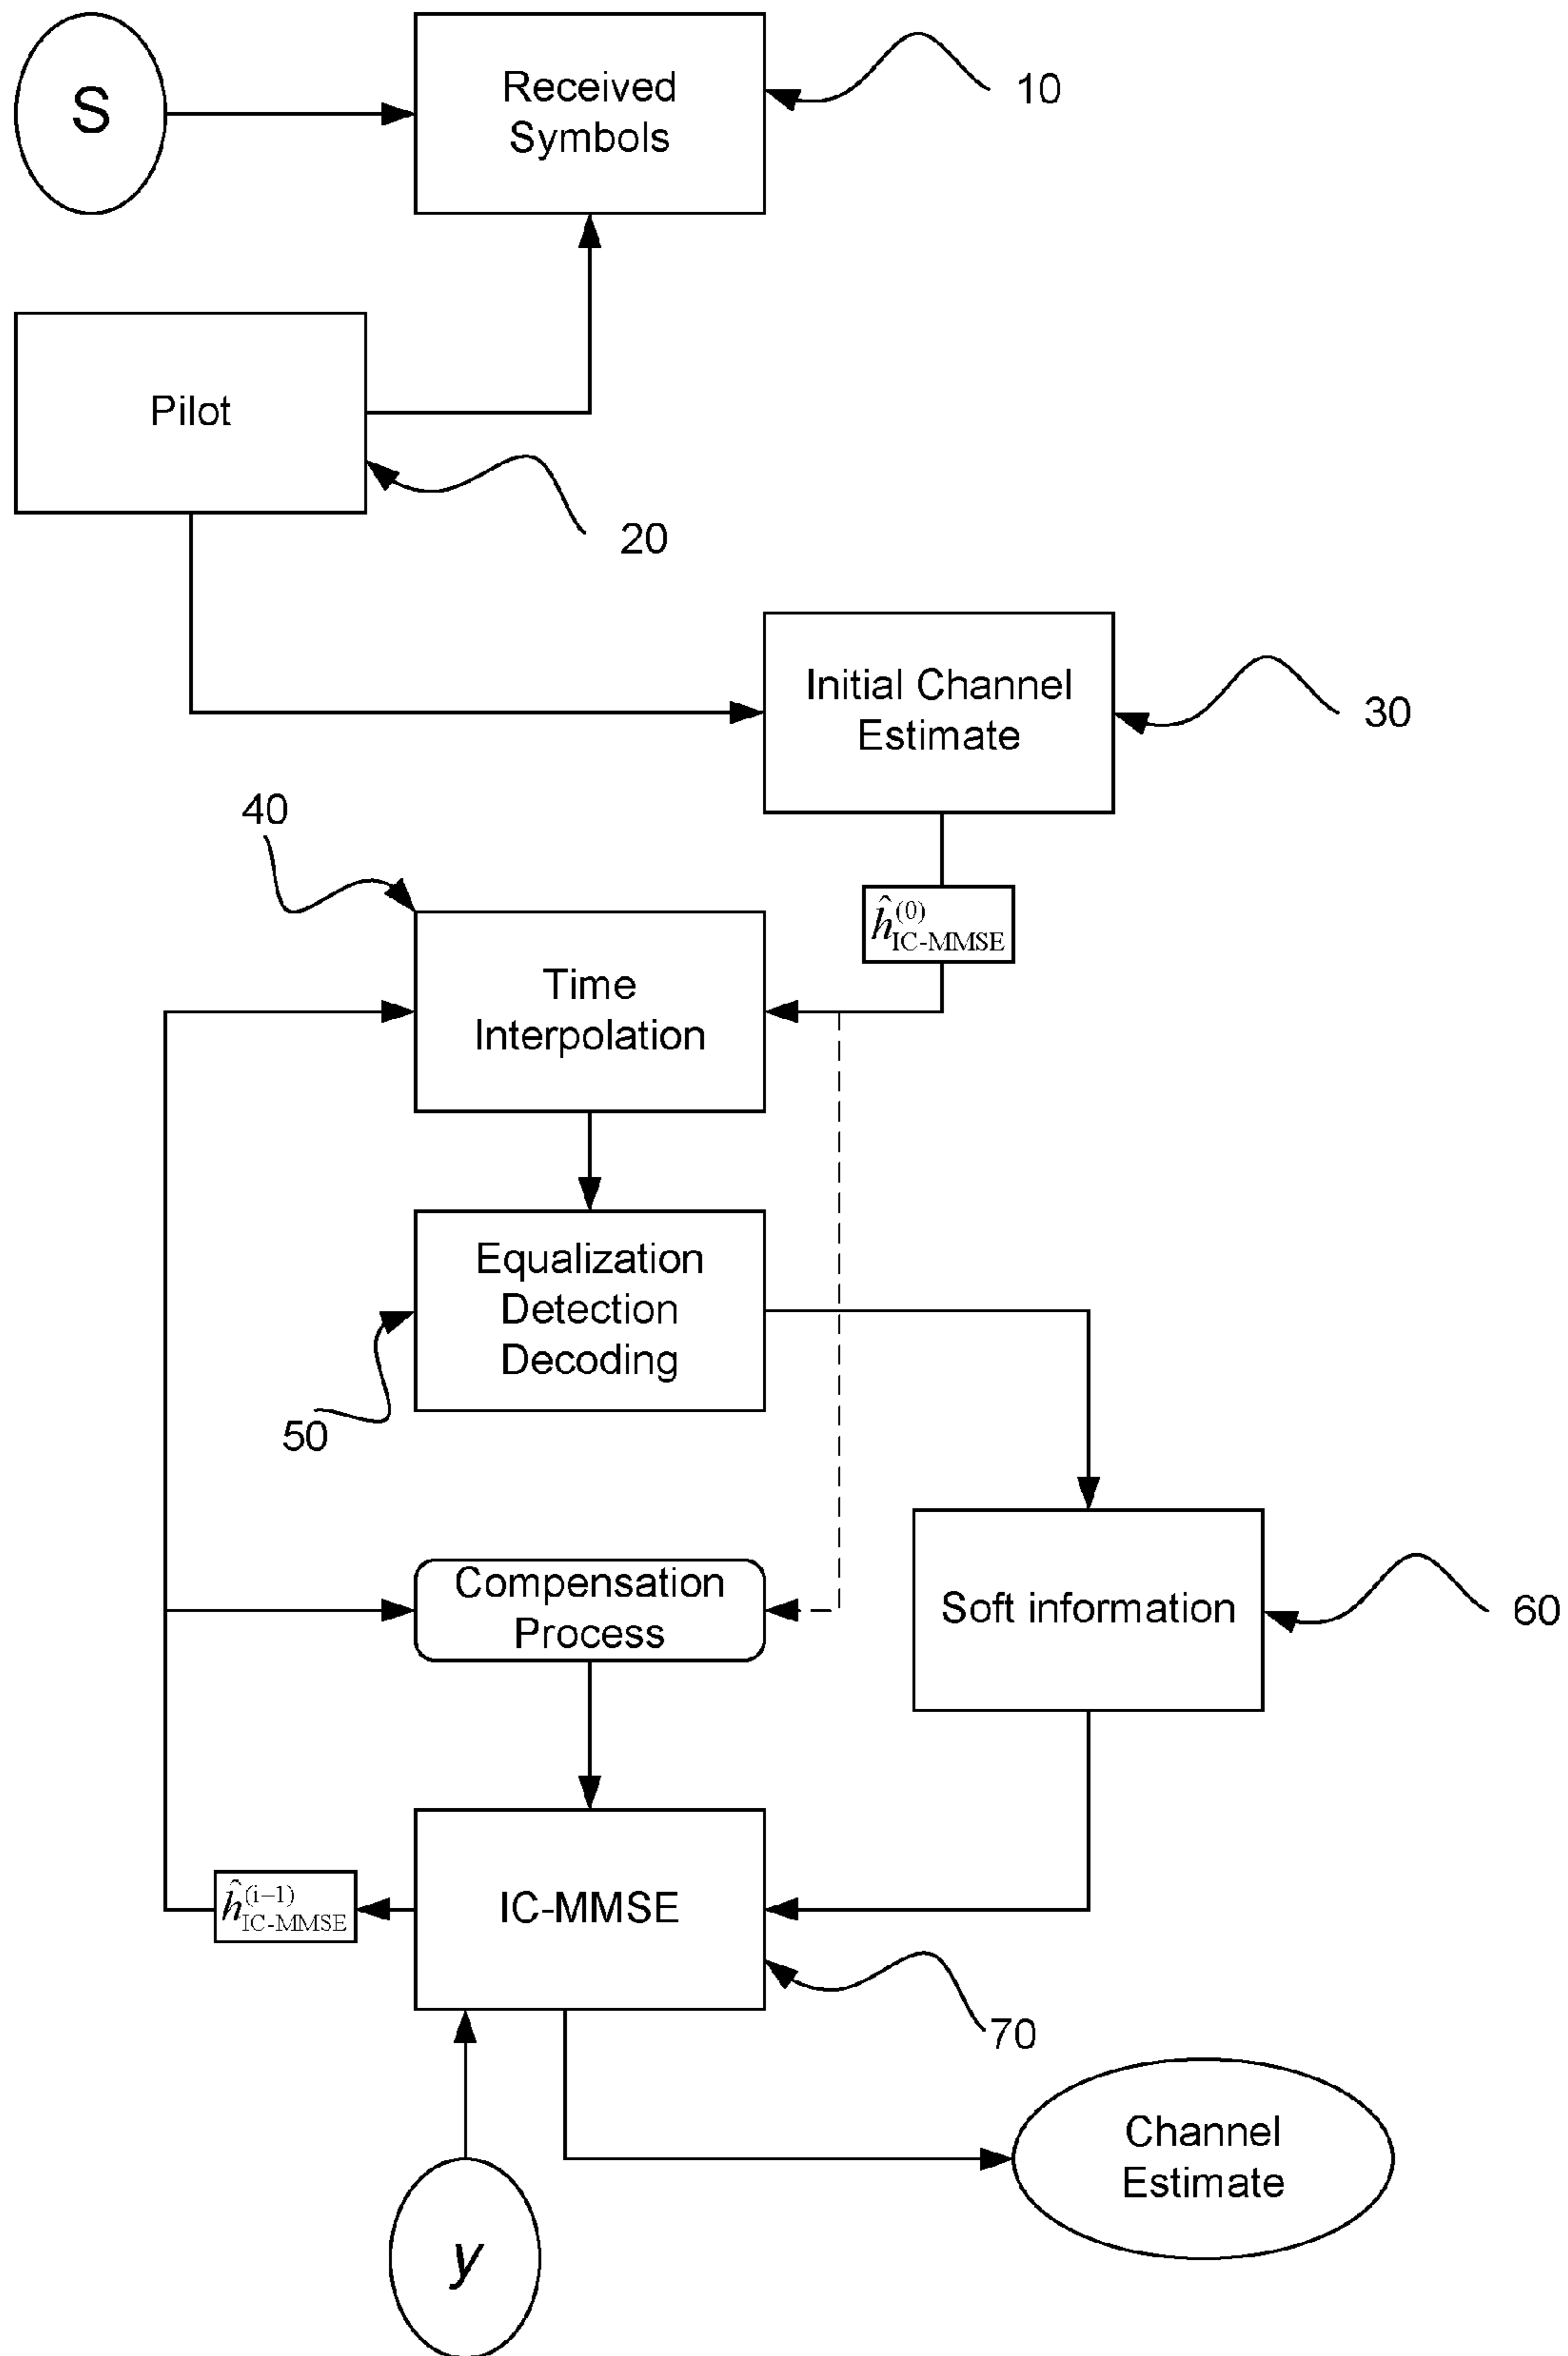 S
Received
Symbols
10
Pilot
20
Initial Channel
Estimate
30
40
ĥ(0)IC-MMSE
Time
Interpolation
Equalization
Detection
Decoding
50
Compensation
Process
Soft information
60
ĥ(i−1)IC-MMSE
IC-MMSE
70
Channel
Estimate
y